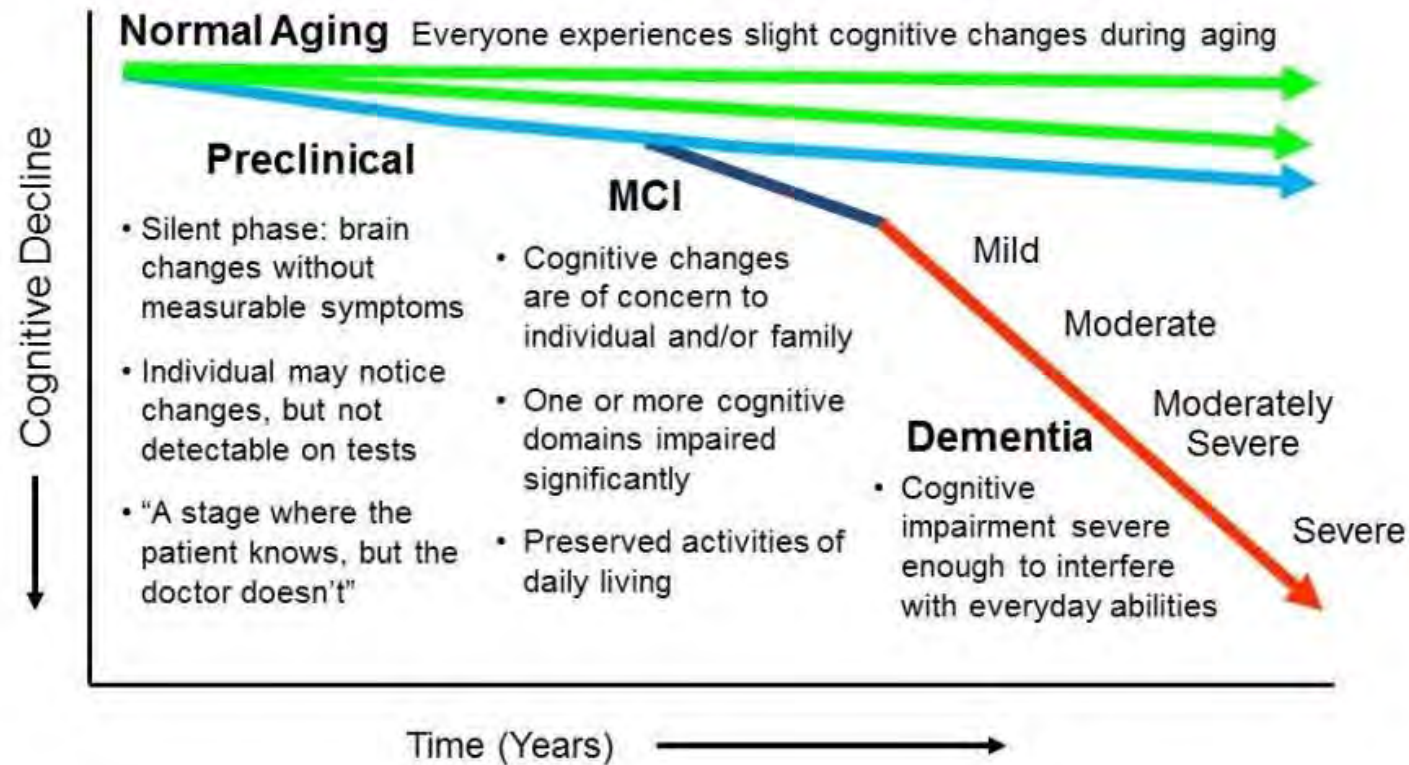 Normal Aging Everyone experiences slight cognitive changes during aging
Cognitive Decline
Preclinical
• Silent phase: brain
changes without
measurable symptoms
• Individual may notice
changes, but not
detectable on tests
• “A stage where the
patient knows, but the
doctor doesn’t”
MCI
• Cognitive changes
are of concern to
individual and/or family
• One or more cognitive
domains impaired
significantly
• Preserved activities of
daily living
Mild
Moderate
Moderately
Severe
Severe
Dementia
• Cognitive
impairment severe
enough to interfere
with everyday abilities
Time (Years)